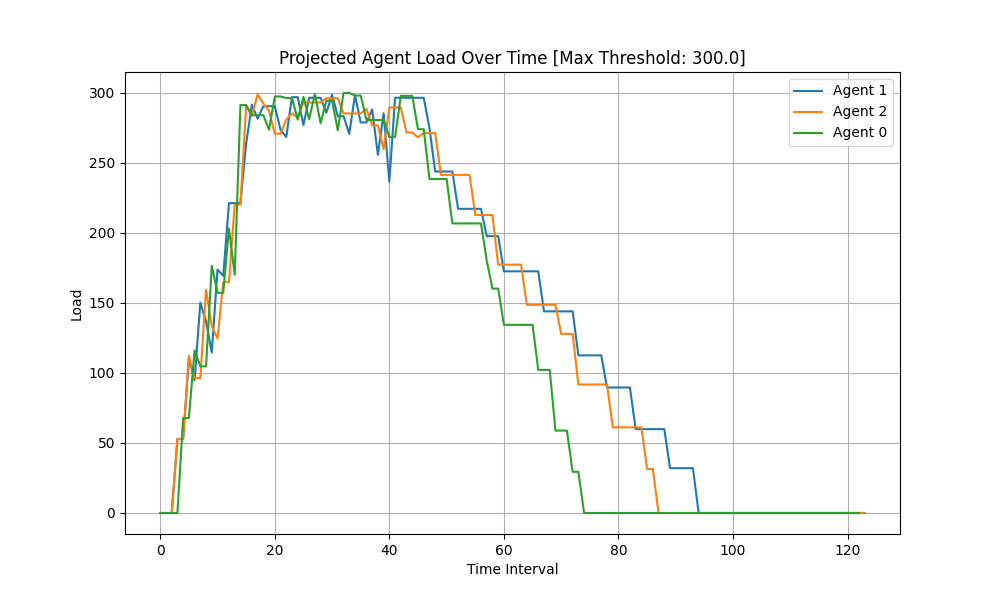 Projected Agent Load Over Time [Max Threshold: 300.0]
Agent 1
Agent 2
Agent 0
Load
300
250
200
150
100
50
0
0 20 40 60 80 100 120
Time Interval